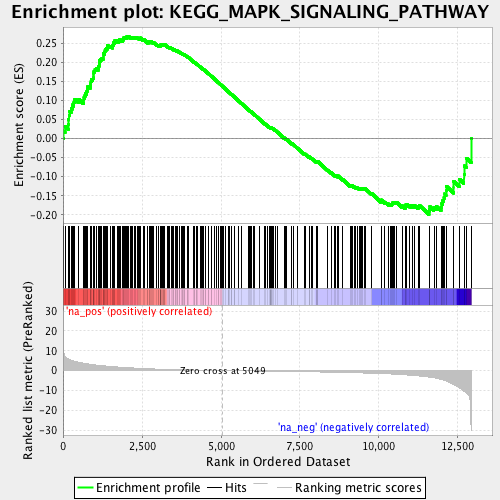 Enrichment plot: KEGG_MAPK_SIGNALING_PATHWAY
Enrichment score (ES)
0.25
0.20
0.15
0.10
0.05
0.00
-0.05
-0.10
-0.15
-0.20
'na_pos' (positively correlated)
Ranked list metric (PreRanked)
30
20
10
0
-10
-20
-30
Zero cross at 5049
'na_neg' (negatively correlated)
0
2,500
5,000
7,500
10,000
12,500
Rank in Ordered Dataset
Enrichment profile
Hits
Ranking metric scores